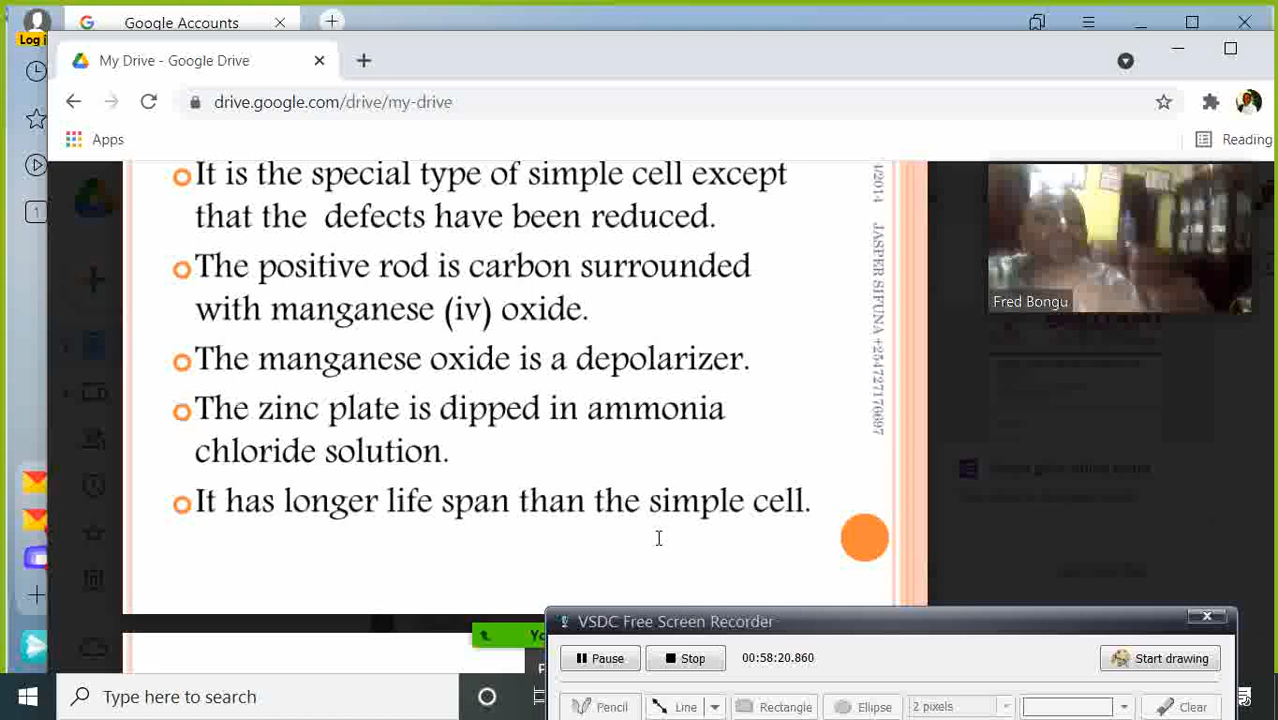 Google Accounts
Log i
My Drive - Google Drive
drive.google.com/drive/my-drive
Apps
Reading
It is the special type of simple cell except
that the defects have been reduced.
The positive rod is carbon surrounded
with manganese (iv) oxide.
The manganese oxide is a depolarizer.
The zinc plate is dipped in ammonia
chloride solution.
It has longer life span than the simple cell.
/2014 JASPER SIFUNA +254727176697
Fred Bongu
1
VSDC Free Screen Recorder
Pause
Stop
00:58:20.860
Start drawing
Pencil
Line
Rectangle
Ellipse
2 pixels
Clear
Type here to search